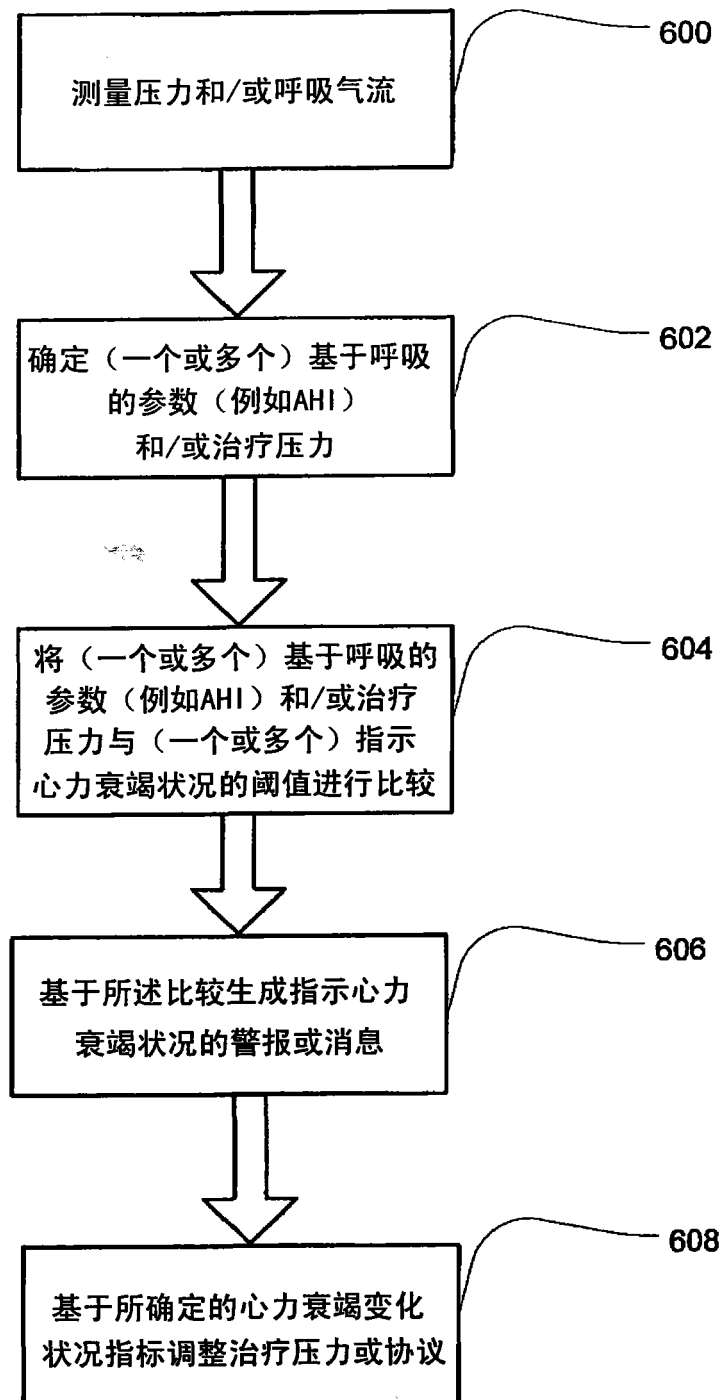 600
测量压力和/或呼吸气流
602
确定（一个或多个）基于呼吸
的参数（例如AHI）
和/或治疗压力
604
将（一个或多个）基于呼吸的
参数（例如AHI）和/或治疗
压力与（一个或多个）指示
心力衰竭状况的阈值进行比较
606
基于所述比较生成指示心力
衰竭状况的警报或消息
608
基于所确定的心力衰竭变化
状况指标调整治疗压力或协议